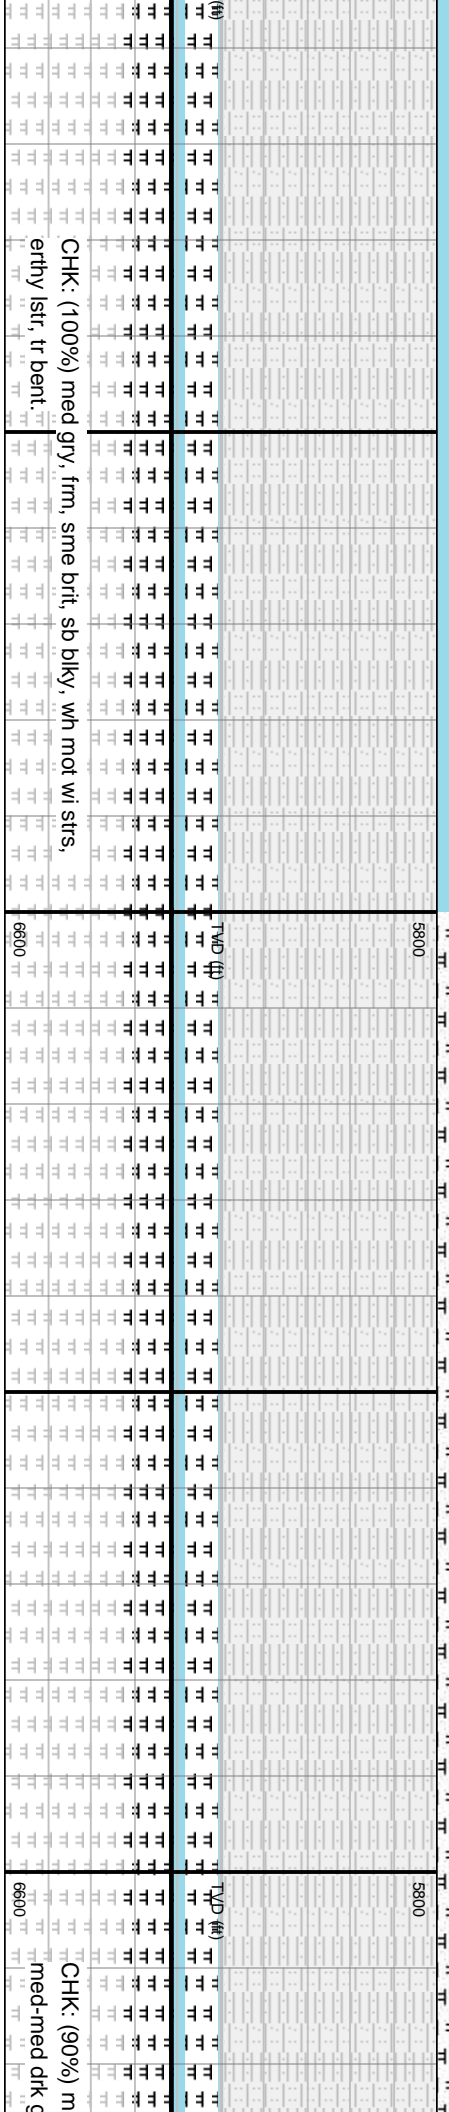 (ft)
CHK: (100%) med gry, frm, sme brit, sb blky, wh mot wi strs,
erthy lstr, tr bent.
5800
TVD (ft)
6600
5800
TVD (ft)
6600
CHK: (90%) m
med-med drk g